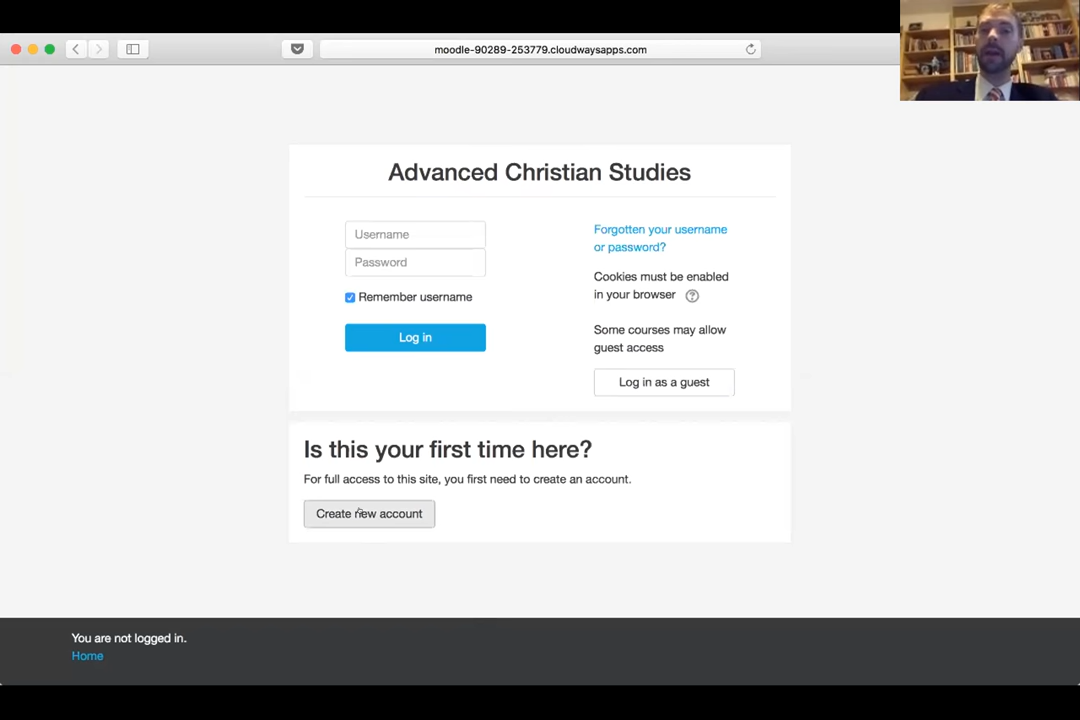 moodle-90289-253779.cloudwaysapps.com
Advanced Christian Studies
Username
Password
Remember username
Log in
Forgotten your username
or password?
Cookies must be enabled
in your browser
?
Some courses may allow
guest access
Log in as a guest
Is this your first time here?
For full access to this site, you first need to create an account.
Create new account
You are not logged in.
Home